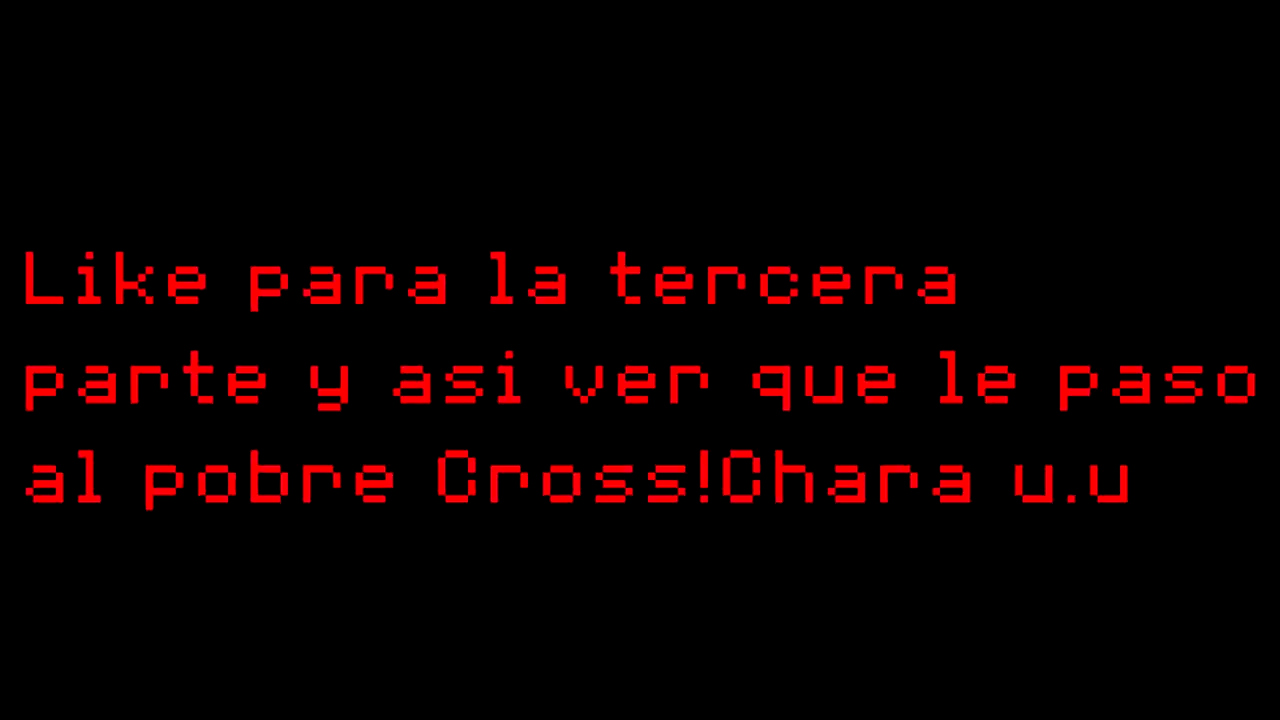 Like para la tercera
parte y asi ver que le paso
al pobre Cross!Chara u.u